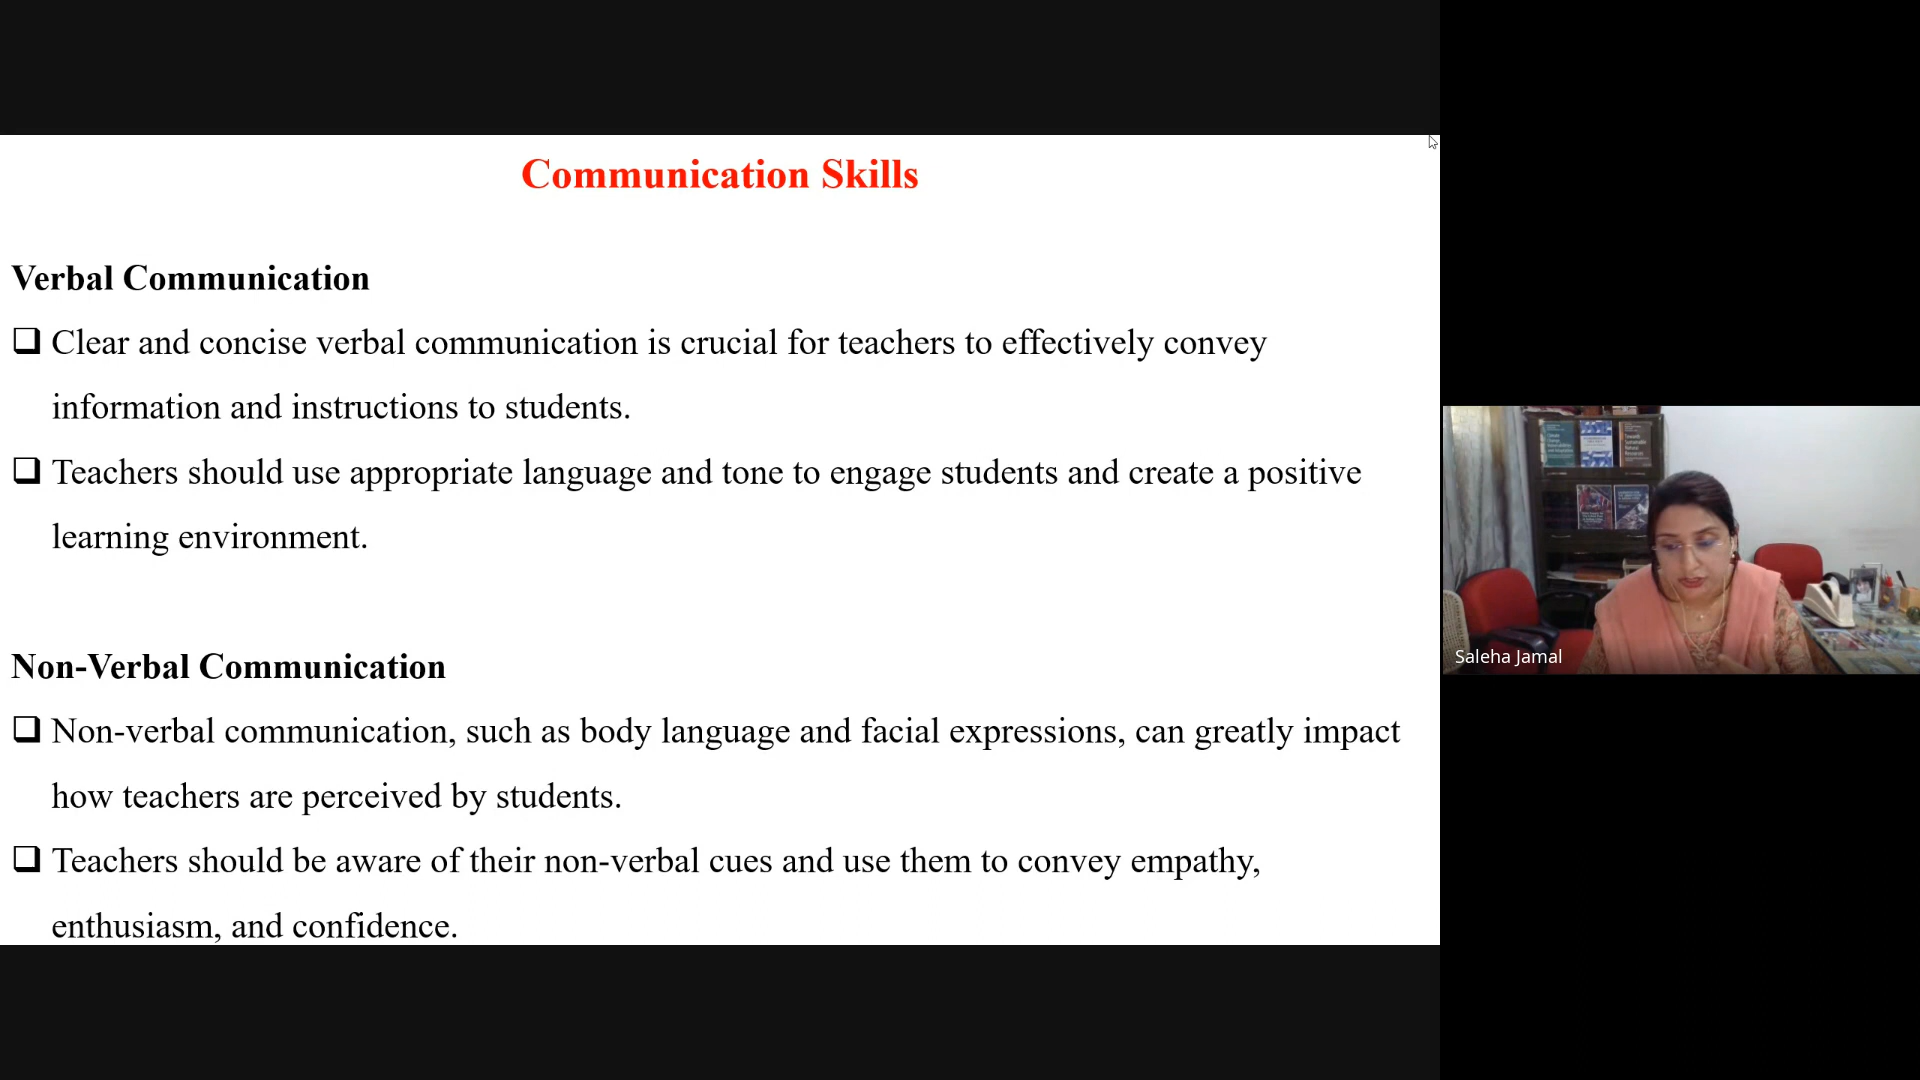 Communication Skills
Verbal Communication
❑ Clear and concise verbal communication is crucial for teachers to effectively convey
information and instructions to students.
❑ Teachers should use appropriate language and tone to engage students and create a positive
learning environment.
Non-Verbal Communication
❑ Non-verbal communication, such as body language and facial expressions, can greatly impact
how teachers are perceived by students.
❑ Teachers should be aware of their non-verbal cues and use them to convey empathy,
enthusiasm, and confidence.
Saleha Jamal